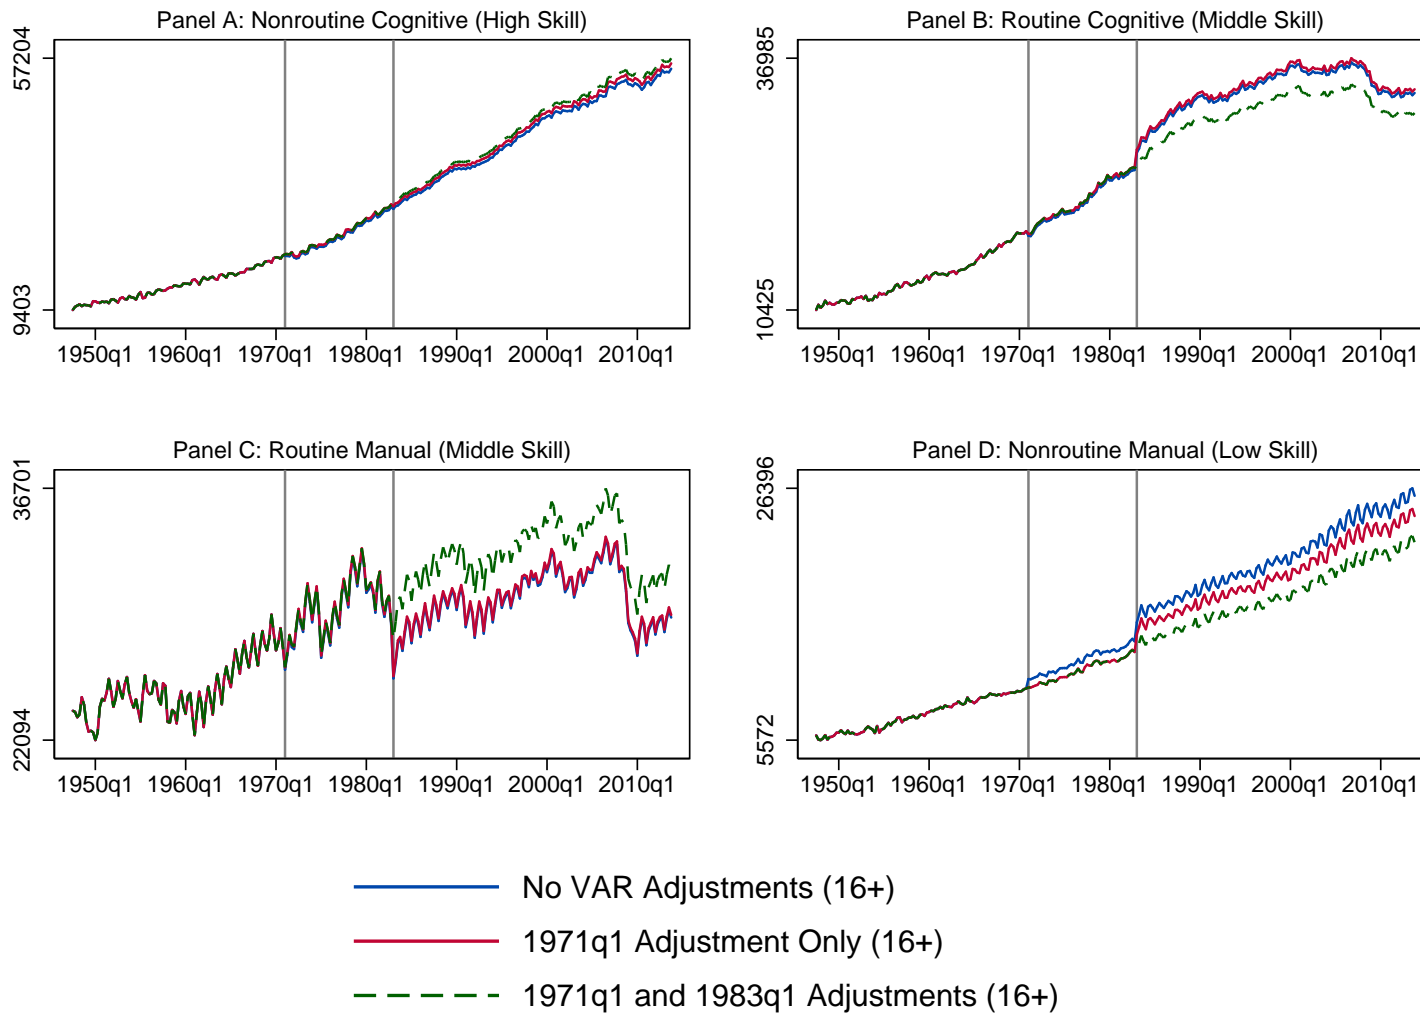 Panel A: Nonroutine Cognitive (High Skill)
57204
9403
1950q1 1960q1 1970q1 1980q1 1990q1 2000q1 2010q1
Panel B: Routine Cognitive (Middle Skill)
36985
10425
1950q1 1960q1 1970q1 1980q1 1990q1 2000q1 2010q1
Panel C: Routine Manual (Middle Skill)
36701
22094
1950q1 1960q1 1970q1 1980q1 1990q1 2000q1 2010q1
Panel D: Nonroutine Manual (Low Skill)
26396
5572
1950q1 1960q1 1970q1 1980q1 1990q1 2000q1 2010q1
No VAR Adjustments (16+)
1971q1 Adjustment Only (16+)
1971q1 and 1983q1 Adjustments (16+)